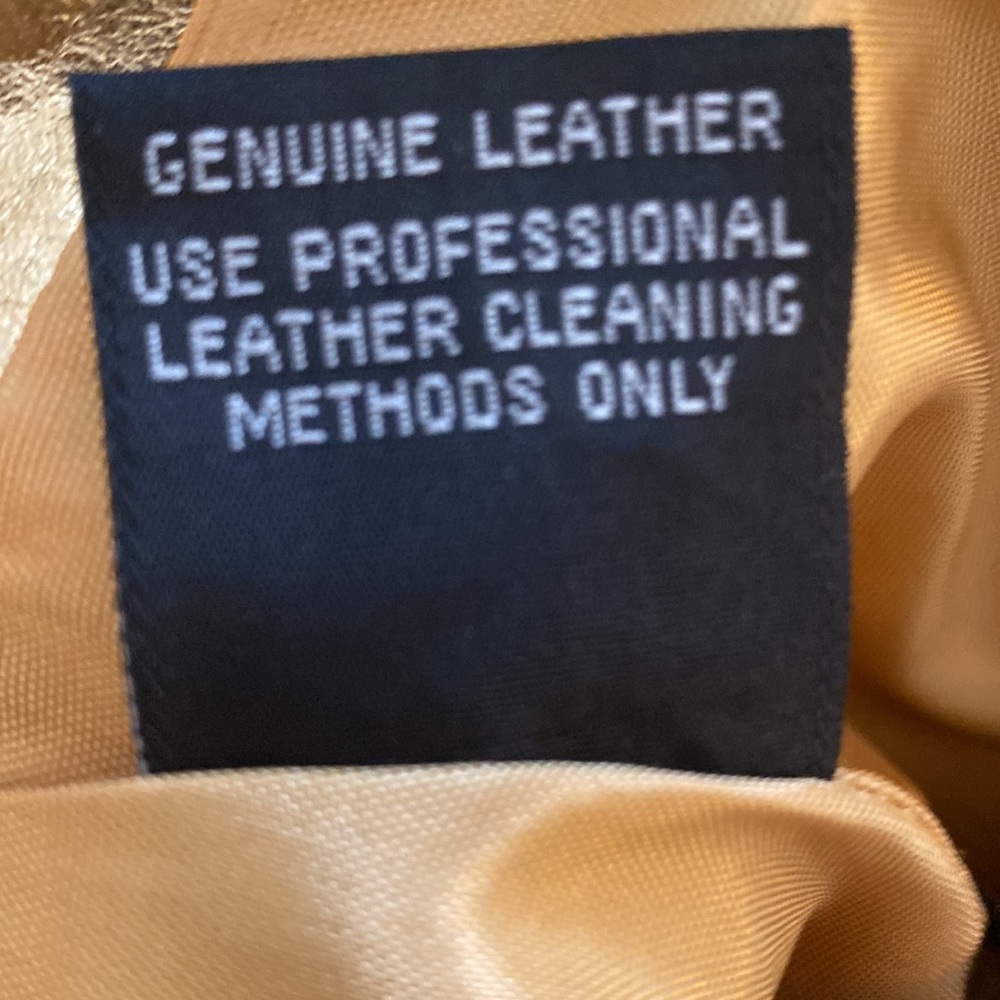 GENUINE LEATHER
USE PROFESSIONAL
LEATHER CLEANING
METHODS ONLY